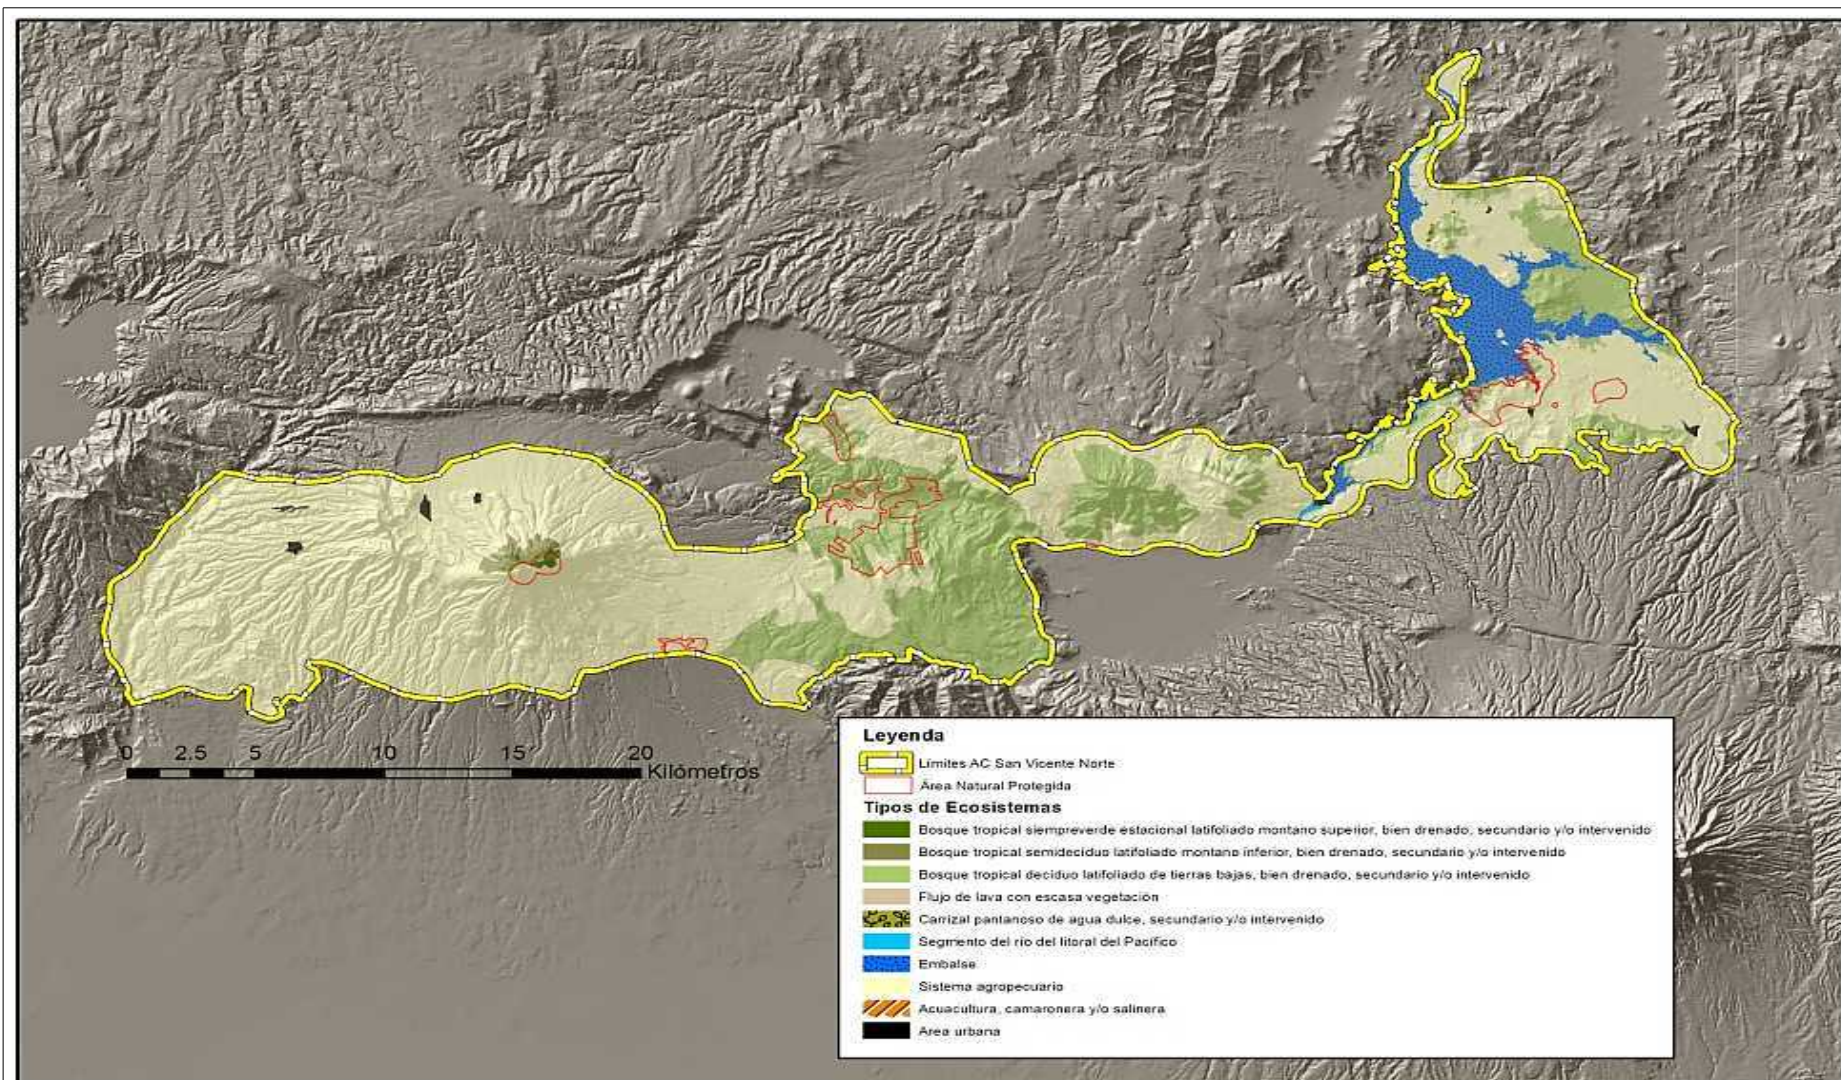 0 2.5 5 10 15 20
Kilómetros
Leyenda
Límites AC San Vicente Norte
Área Natural Protegida
Tipos de Ecosistemas
Bosque tropical siempreverde estacional latifoliado montano superior, bien drenado, secundario y/o intervenido
Bosque tropical semideciduo latifoliado montano inferior, bien drenado, secundario y/o intervenido
Bosque tropical deciduo latifoliado de tierras bajas, bien drenado, secundario y/o intervenido
Flujo de lava con escasa vegetación
Carrizal pantanoso de agua dulce, secundario y/o intervenido
Segmento del río del litoral del Pacífico
Embalse
Sistema agropecuario
Acuacultura, camaronera y/o salinera
Area urbana